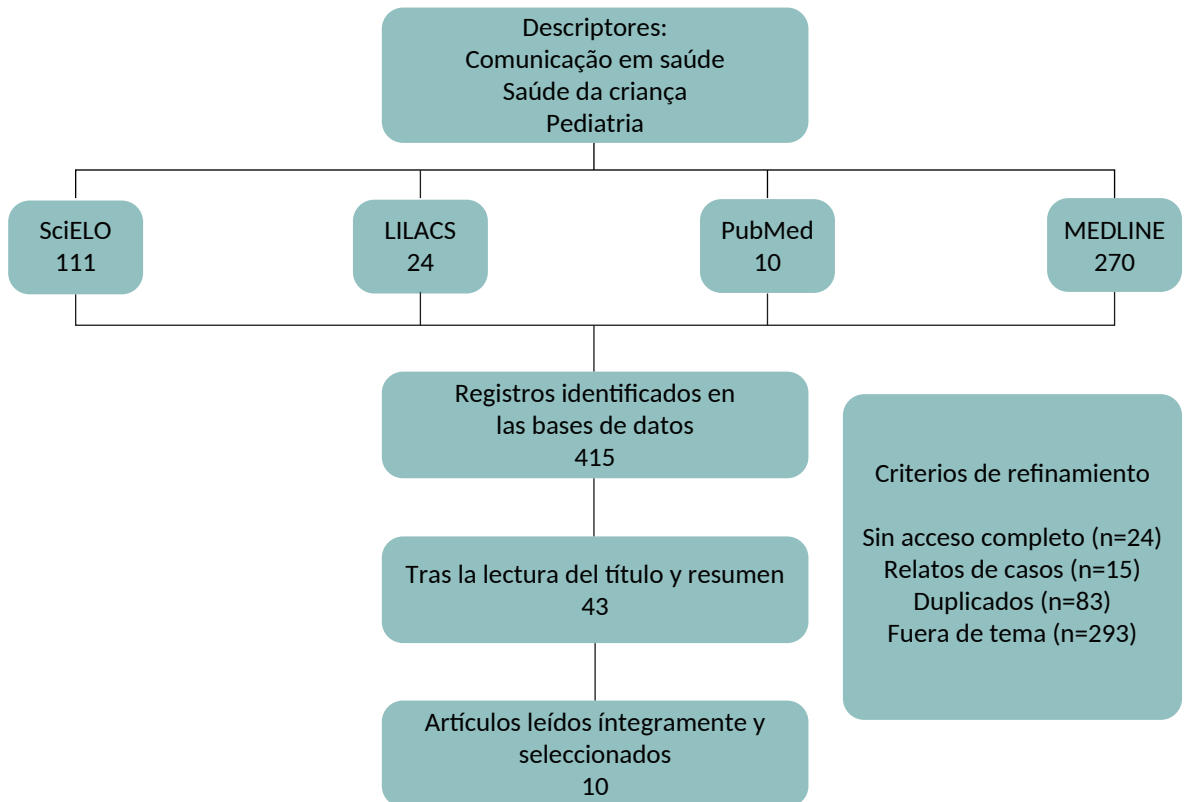 Descriptores:
Comunicação em saúde
Saúde da criança
Pediatria
SciELO
111
LILACS
24
PubMed
10
MEDLINE
270
Registros identificados en
las bases de datos
415
Criterios de refinamiento
Sin acceso completo (n=24)
Relatos de casos (n=15)
Duplicados (n=83)
Fuera de tema (n=293)
Tras la lectura del título y resumen
43
Artículos leídos íntegramente y
seleccionados
10